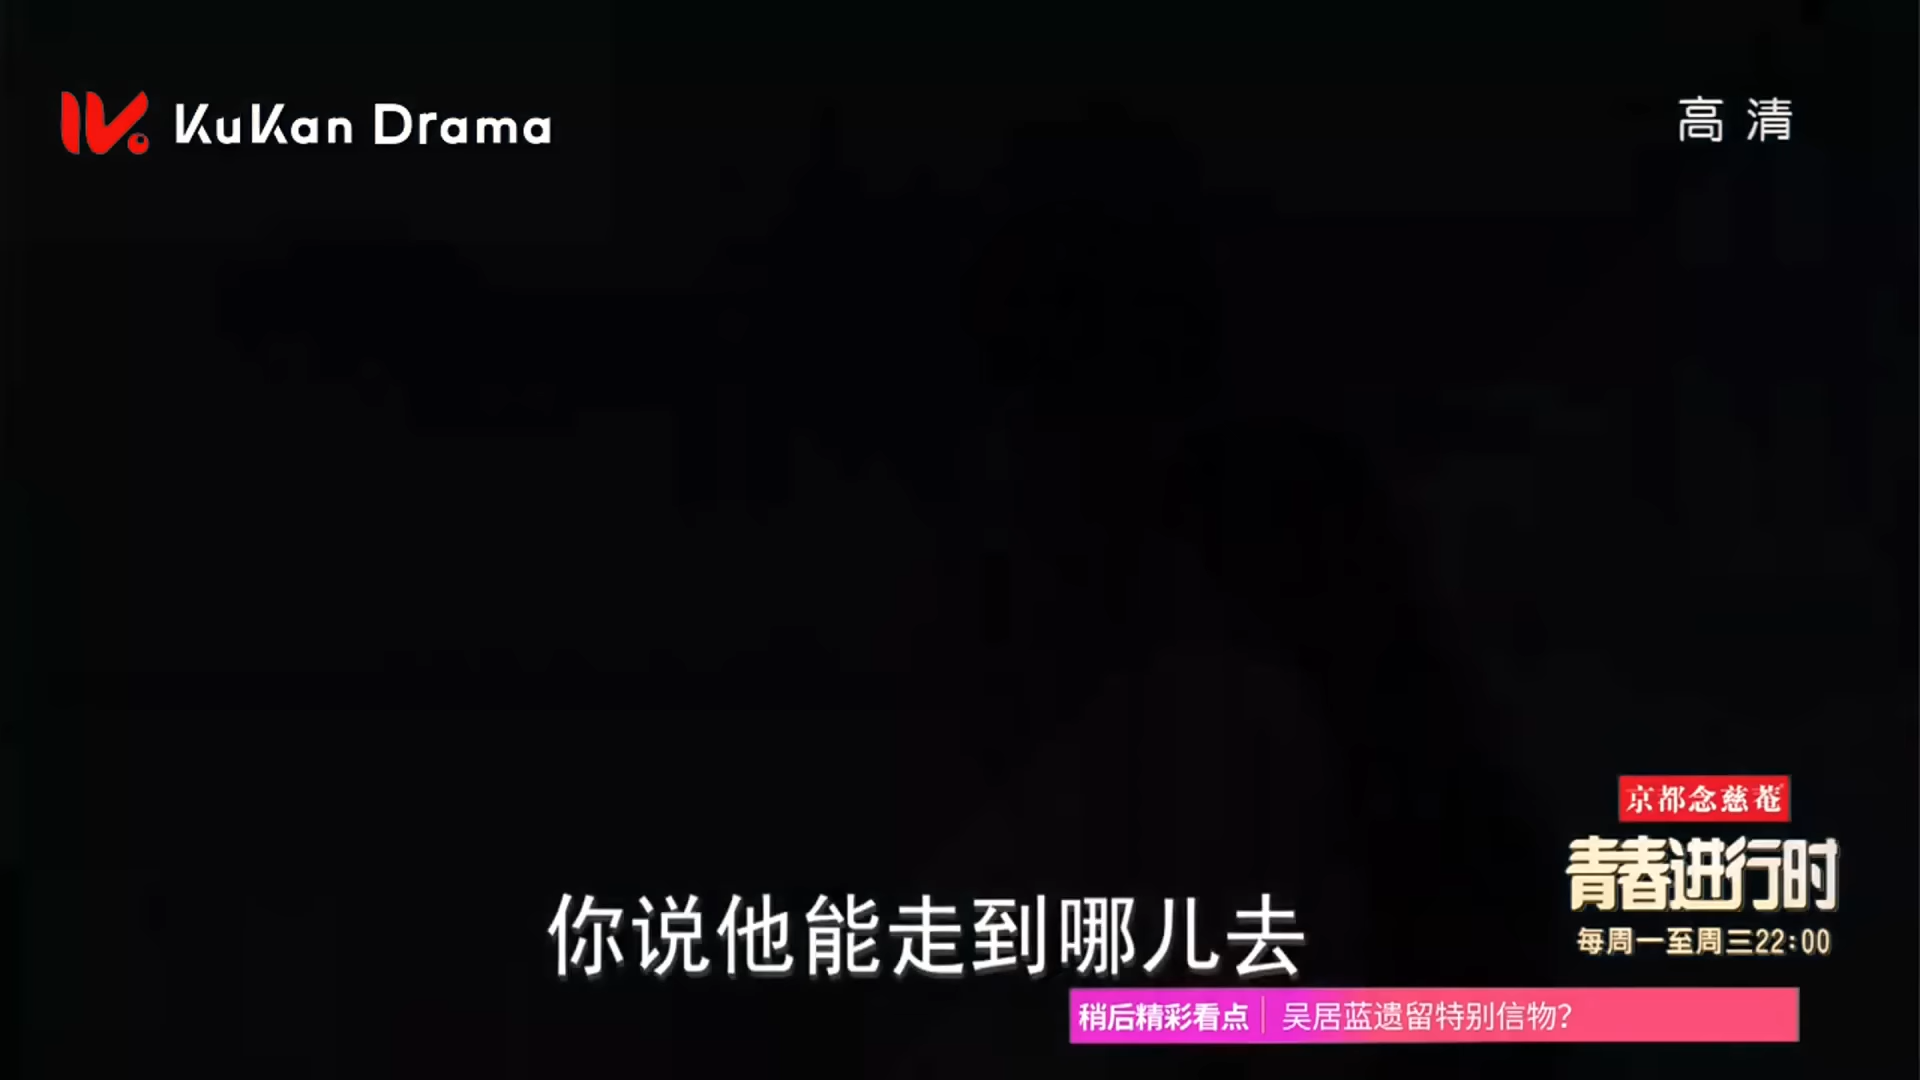 KuKan Drama
高清
京都念慈菴
青春进行时
每周一至周三22:00
你说他能走到哪儿去
稍后精彩看点 吴居蓝遗留特别信物?